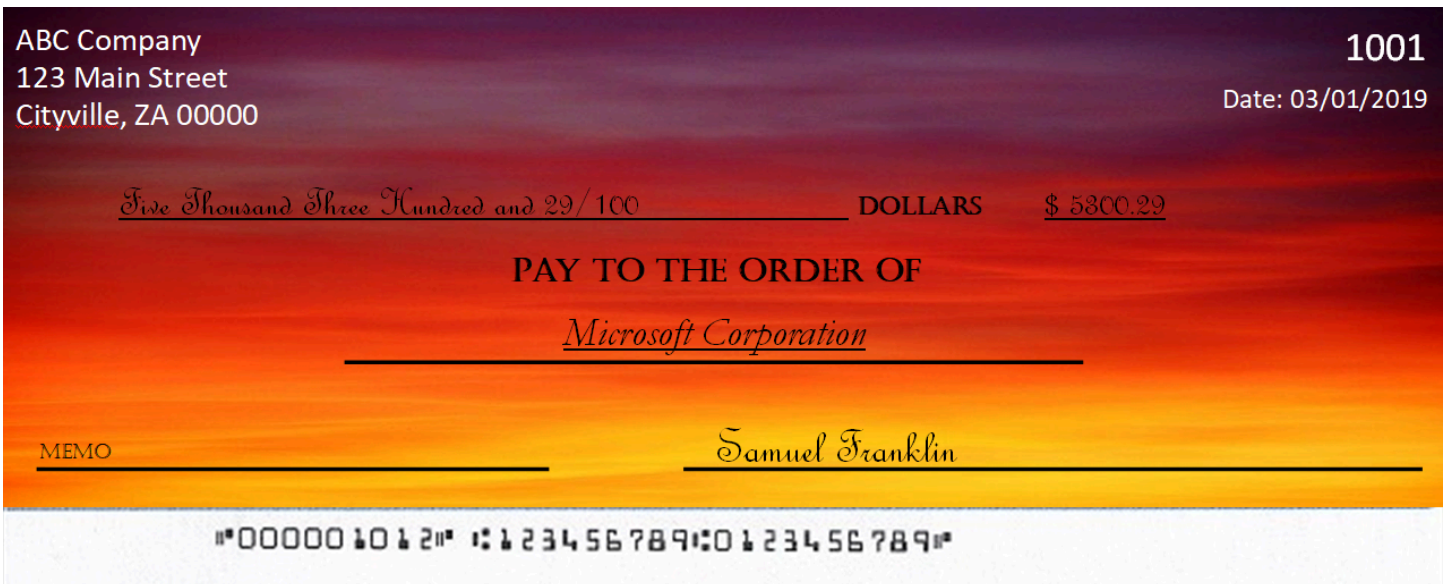 ABC Company
123 Main Street
Cityville, ZA 00000
1001
Date: 03/01/2019
Five Thousand Three Hundred and 29/100 DOLLARS $ 5300.29
PAY TO THE ORDER OF
Microsoft Corporation
MEMO Samuel Franklin
⑈000001012⑈ ⑆123456789⑆0123456789⑈